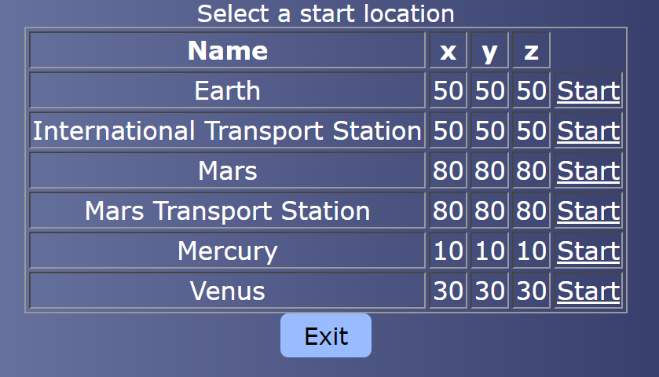 Select a start location
Name x y z
Earth 50 50 50 Start
International Transport Station 50 50 50 Start
Mars 80 80 80 Start
Mars Transport Station 80 80 80 Start
Mercury 10 10 10 Start
Venus 30 30 30 Start
Exit